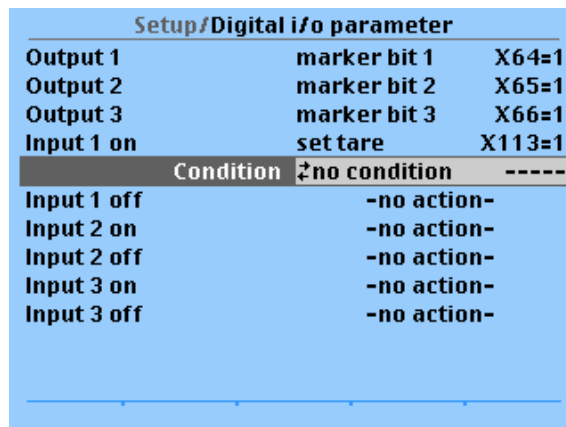 Setup/Digital i/o parameter
Output 1 marker bit 1 X64=1
Output 2 marker bit 2 X65=1
Output 3 marker bit 3 X66=1
Input 1 on set tare X113=1
Condition no condition -----
Input 1 off -no action-
Input 2 on -no action-
Input 2 off -no action-
Input 3 on -no action-
Input 3 off -no action-